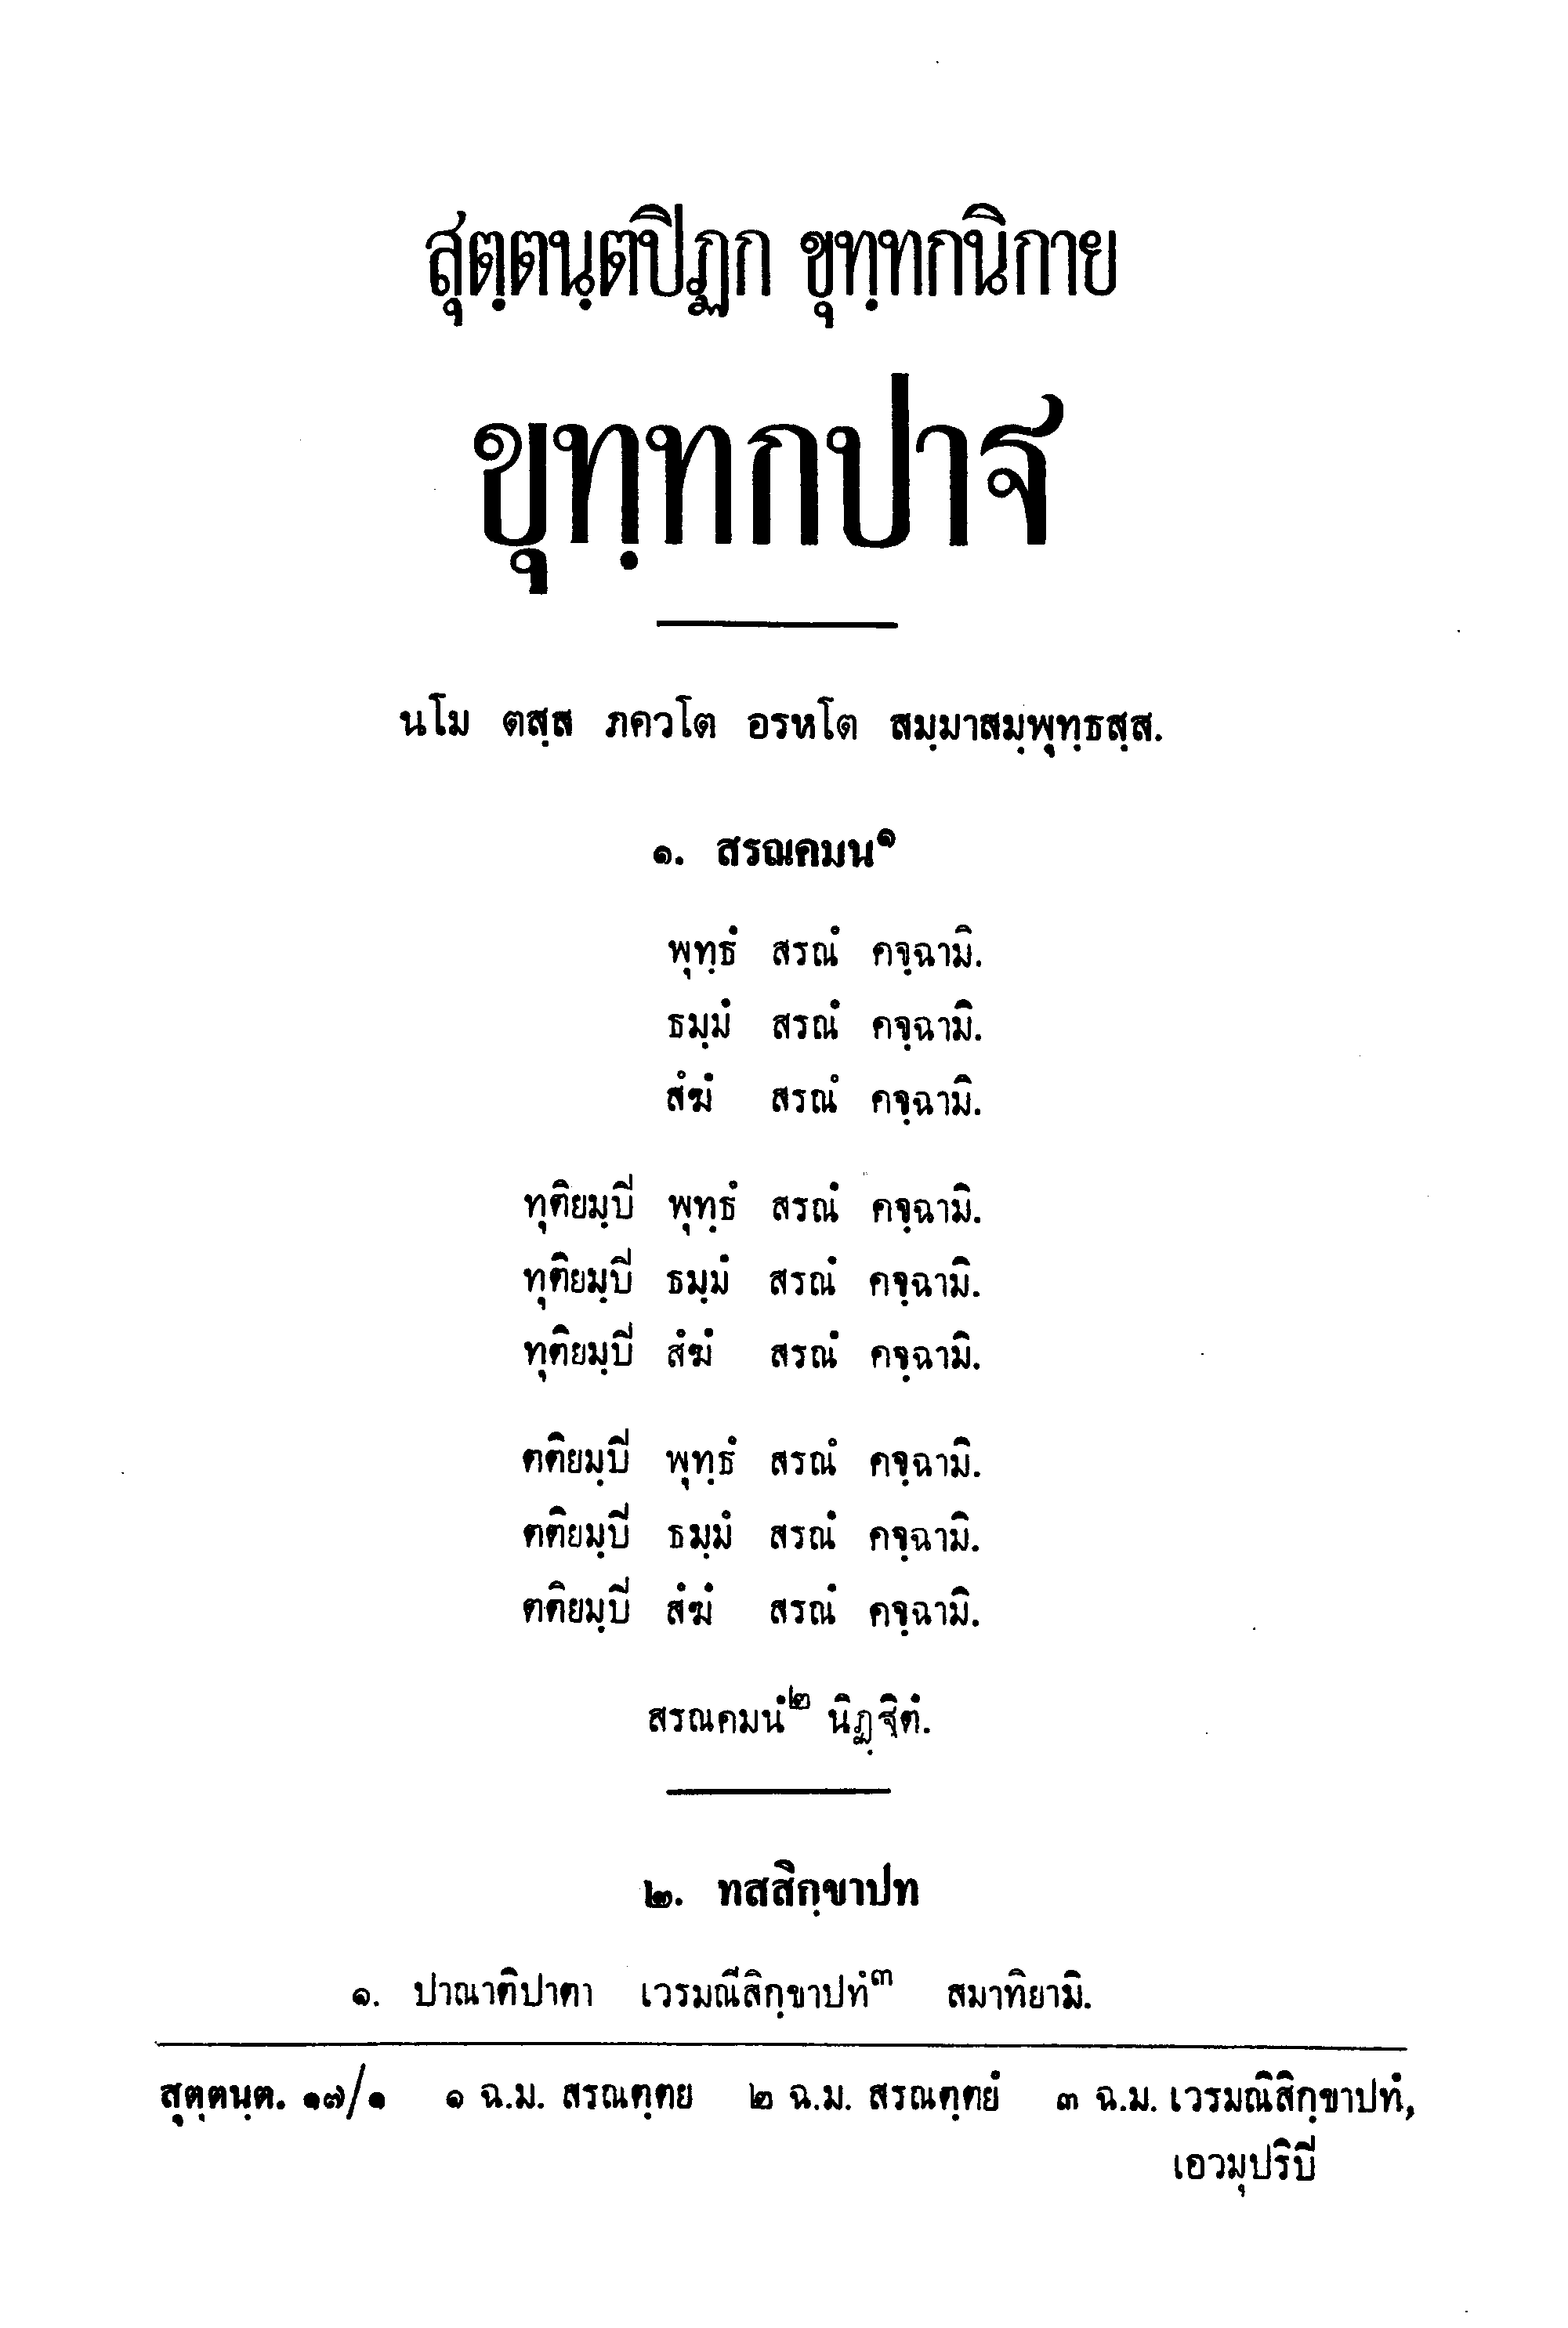 สุตฺตนฺตปิฏก ขุทฺทกนิกาย
ขุทฺทกปาฐ
นโม ตสฺส ภควโต อรหโต สมฺมาสมฺพุทฺธสฺส.
๑. สรณคมน๑
พุทฺธํ สรณํ คจฺฉามิ.
ธมฺมํ สรณํ คจฺฉามิ.
สํฆํ สรณํ คจฺฉามิ.
ทุติยมฺปิ พุทฺธํ สรณํ คจฺฉามิ.
ทุติยมฺปิ ธมฺมํ สรณํ คจฺฉามิ.
ทุติยมฺปิ สํฆํ สรณํ คจฺฉามิ.
ตติยมฺปิ พุทฺธํ สรณํ คจฺฉามิ.
ตติยมฺปิ ธมฺมํ สรณํ คจฺฉามิ.
ตติยมฺปิ สํฆํ สรณํ คจฺฉามิ.
สรณคมนํ๒ นิฏฺฐิตํ.
๒. ทสสิกฺขาปท
๑. ปาณาติปาตา เวรมณีสิกฺขาปทํ๓ สมาทิยามิ.
สุตฺตนฺต. ๑๗/๑ ๑ ฉ.ม. สรณตฺตย ๒ ฉ.ม. สรณตฺตยํ ๓ ฉ.ม. เวรมณิสิกฺขาปทํ,
เอวมุปริปิ